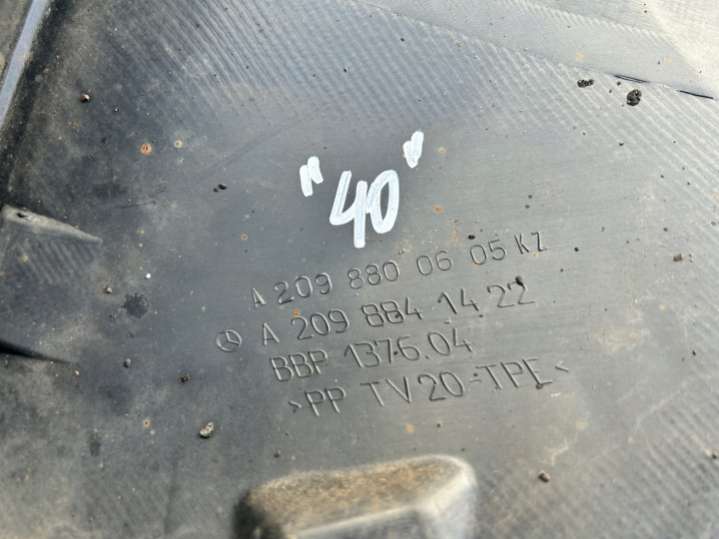 "40"
A 209 880 06 05 KZ
A 209 884 14 22
BBP 1376.04
>PP TV20-TPE<